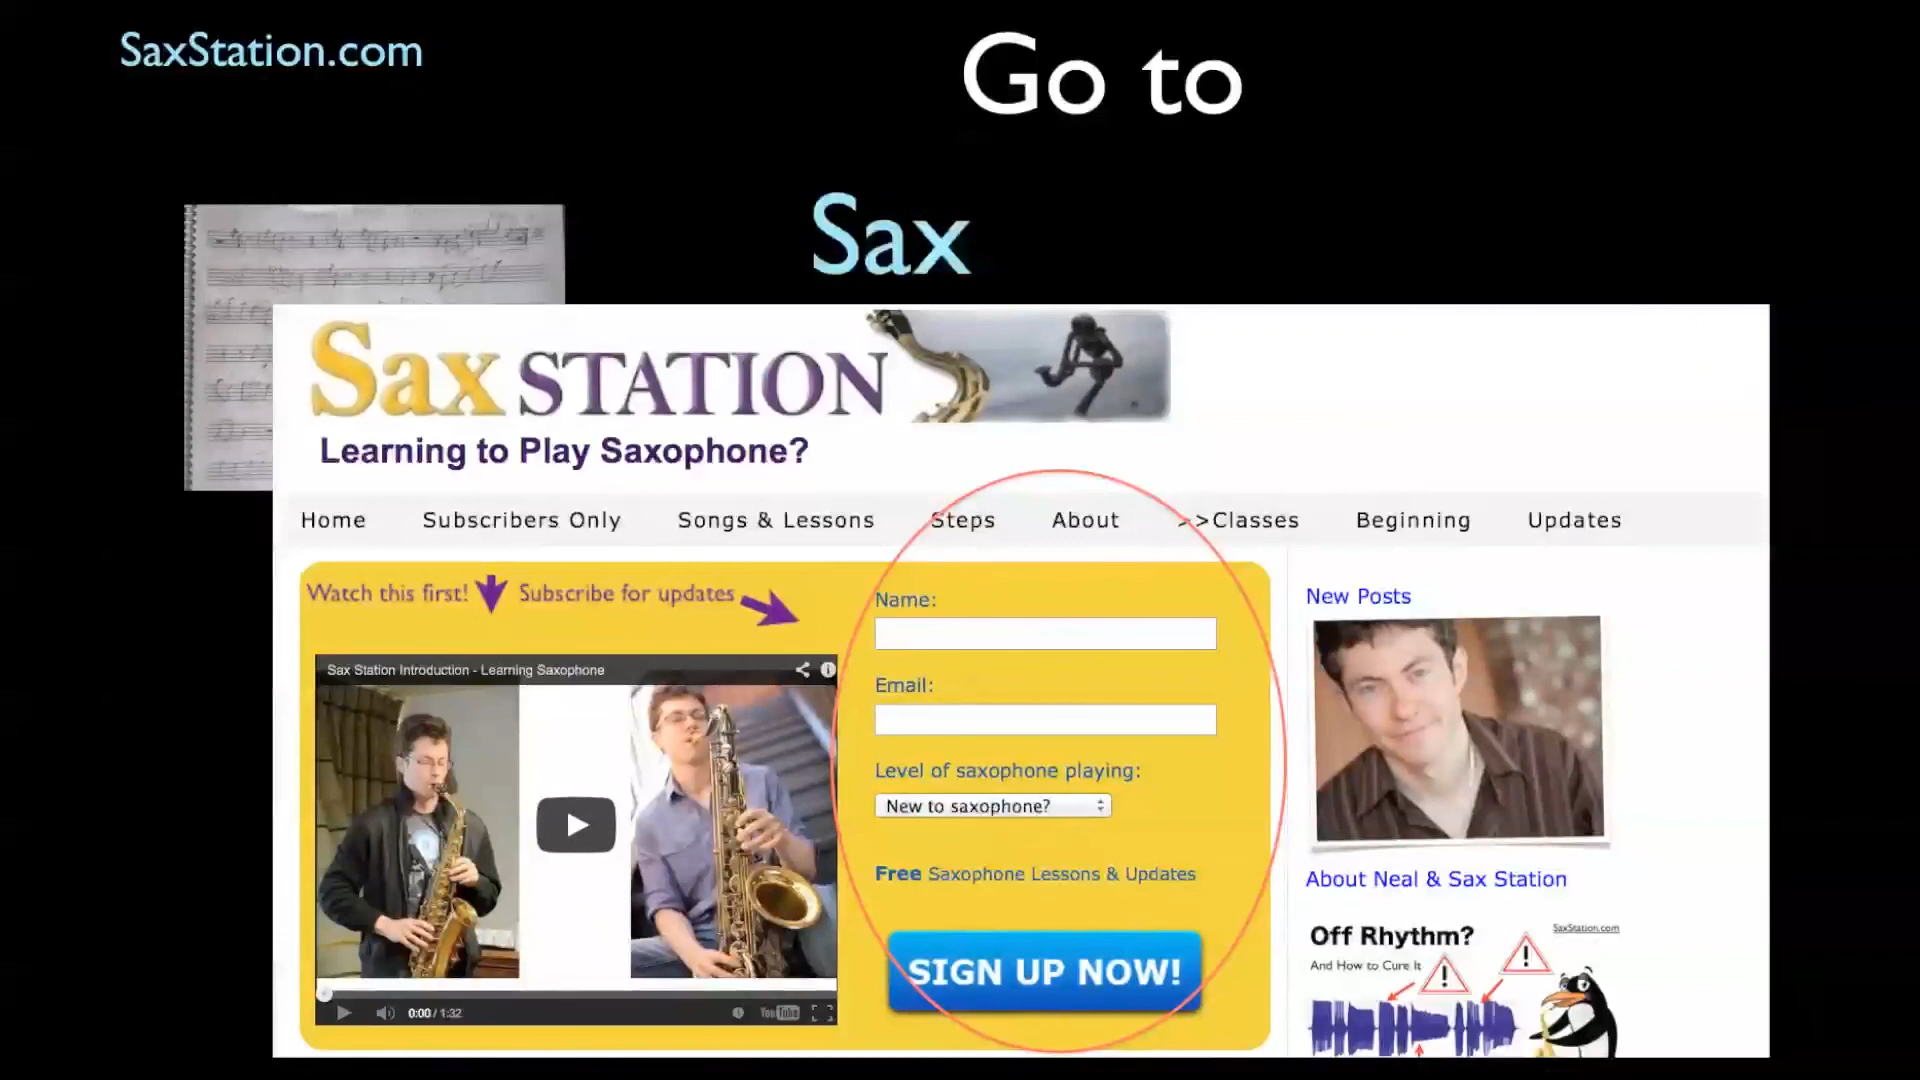 SaxStation.com
Go to
Sax
Sax STATION
Learning to Play Saxophone?
Home Subscribers Only Songs & Lessons Steps About >>Classes Beginning Updates
Watch this first! Subscribe for updates
Sax Station Introduction - Learning Saxophone
0:00 / 1:32
YouTube
Name:
Email:
Level of saxophone playing:
New to saxophone?
Free Saxophone Lessons & Updates
SIGN UP NOW!
New Posts
About Neal & Sax Station
Off Rhythm?
SaxStation.com
And How to Cure It